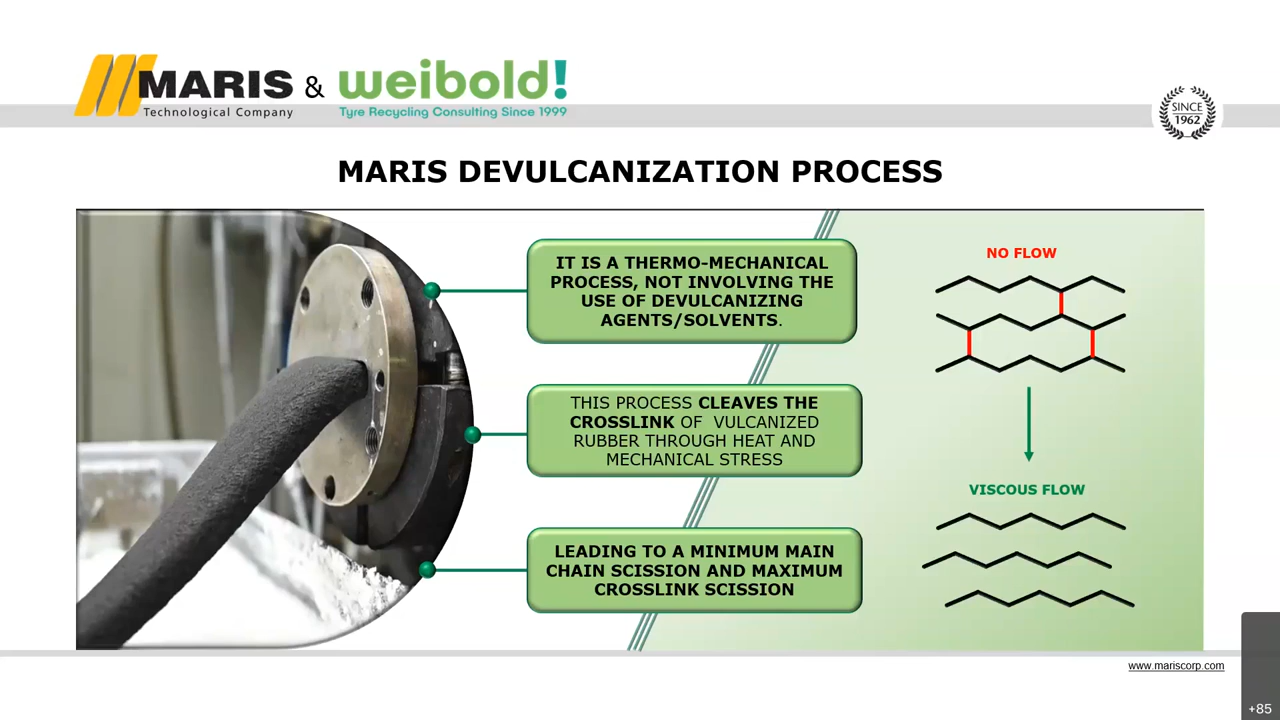 MARIS & weibold!
Technological Company
Tyre Recycling Consulting Since 1999
SINCE
1962
MARIS DEVULCANIZATION PROCESS
IT IS A THERMO-MECHANICAL
PROCESS, NOT INVOLVING THE
USE OF DEVULCANIZING
AGENTS/SOLVENTS.
THIS PROCESS CLEAVES THE
CROSSLINK OF VULCANIZED
RUBBER THROUGH HEAT AND
MECHANICAL STRESS
LEADING TO A MINIMUM MAIN
CHAIN SCISSION AND MAXIMUM
CROSSLINK SCISSION
NO FLOW
VISCOUS FLOW
www.mariscorp.com
+85